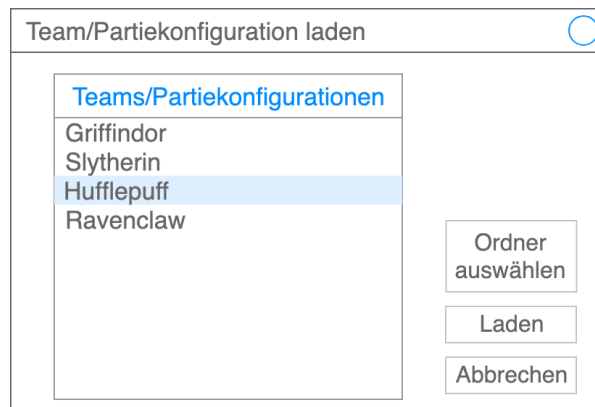 Team/Partiekonfiguration laden
Teams/Partiekonfigurationen
Griffindor
Slytherin
Hufflepuff
Ravenclaw
Ordner
auswählen
Laden
Abbrechen